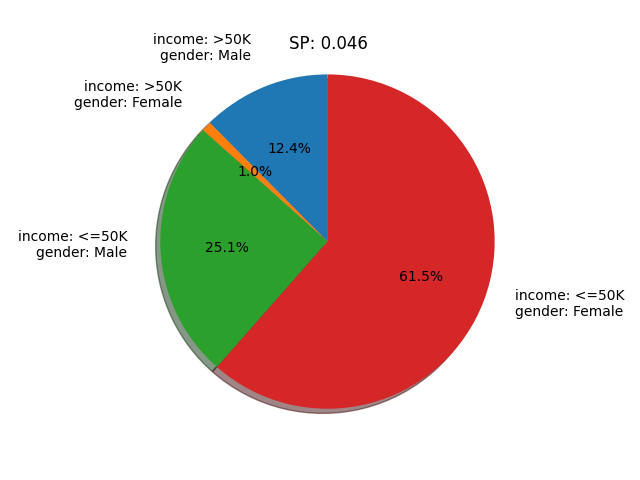 SP: 0.046
income: >50K
gender: Male
income: >50K
gender: Female
12.4%
1.0%
income: <=50K
gender: Male
25.1%
61.5%
income: <=50K
gender: Female